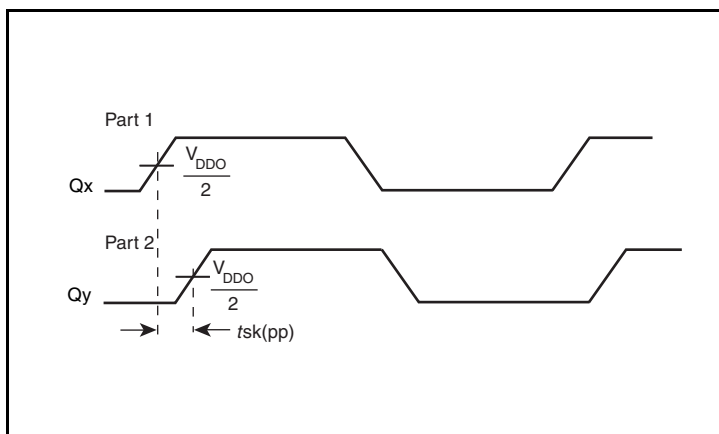 Part 1
Qx
V_DDO
2
Part 2
Qy
V_DDO
2
tsk(pp)